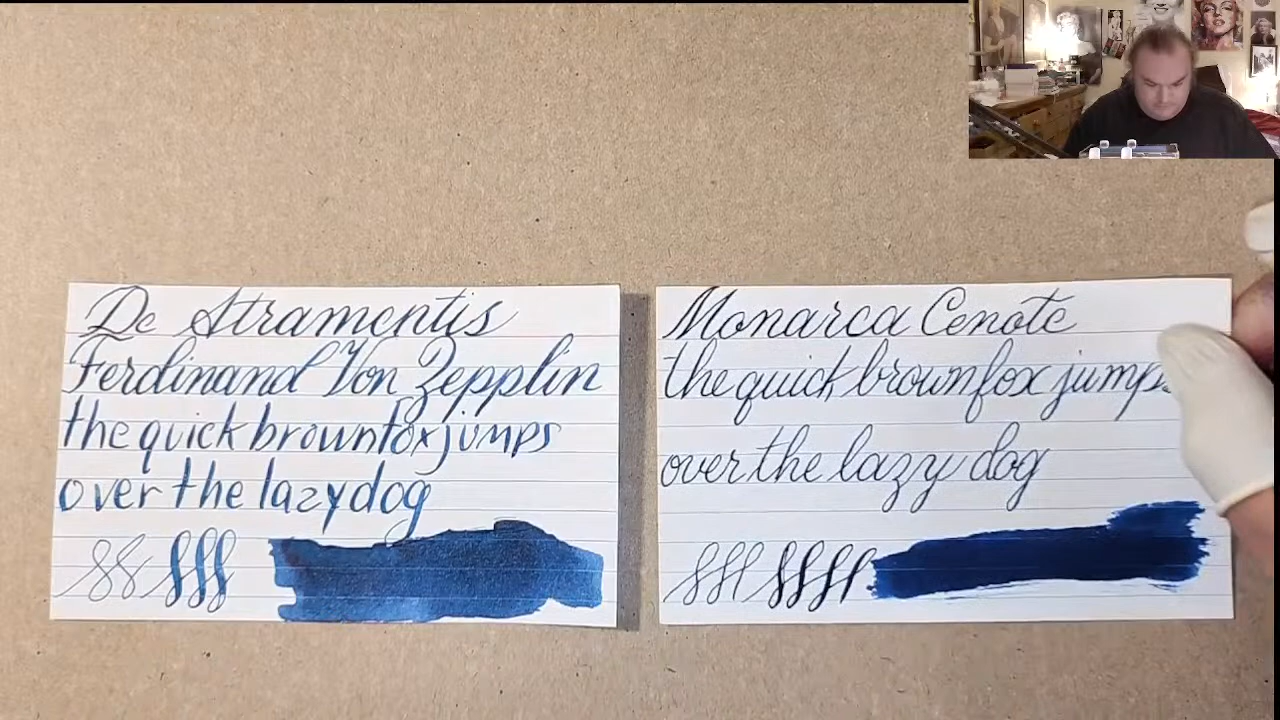 De Atramentis
Ferdinand Von Zepplin
the quick brown fox jumps
over the lazy dog
Monarca Cenote
the quick brown fox jumps
over the lazy dog